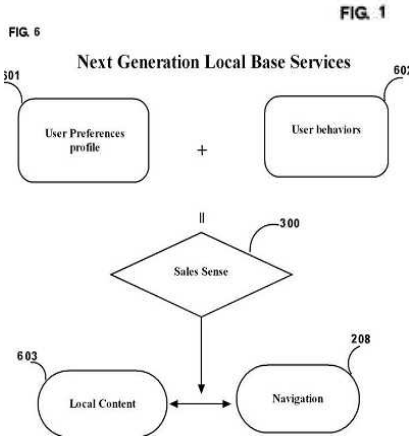 FIG. 1
FIG. 6
Next Generation Local Base Services
601
602
User Preferences
profile
User behaviors
+
=
300
Sales Sense
603
208
Local Content
Navigation